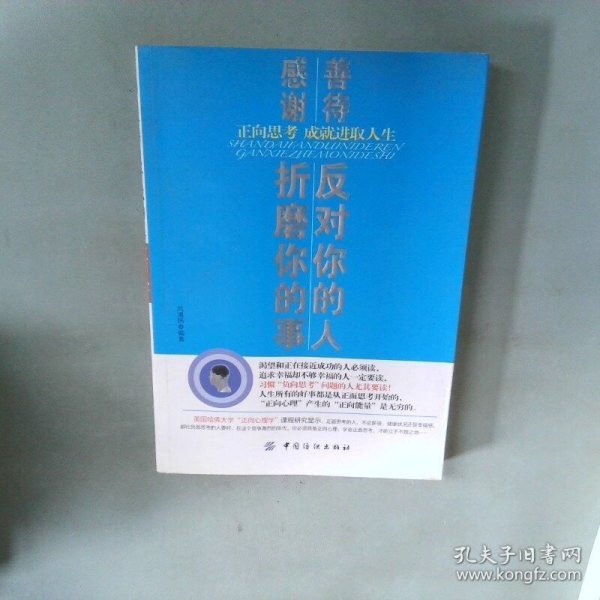 善待
反对你的人
感谢
折磨你的事
正向思考 成就进取人生
SHANDAIFANDUINIDEREN
GANXIEZHEMONIDESHI
编著
渴望和正在接近成功的人必须读，
追求幸福却不够幸福的人一定要读，
习惯“负向思考”问题的人尤其要读！
人生所有的好事都是从正面思考开始的，
“正向心理”产生的“正向能量”是无穷的。
美国哈佛大学“正向心理学”课程研究显示
中国纺织出版社
孔夫子旧书网
www.kongfz.com